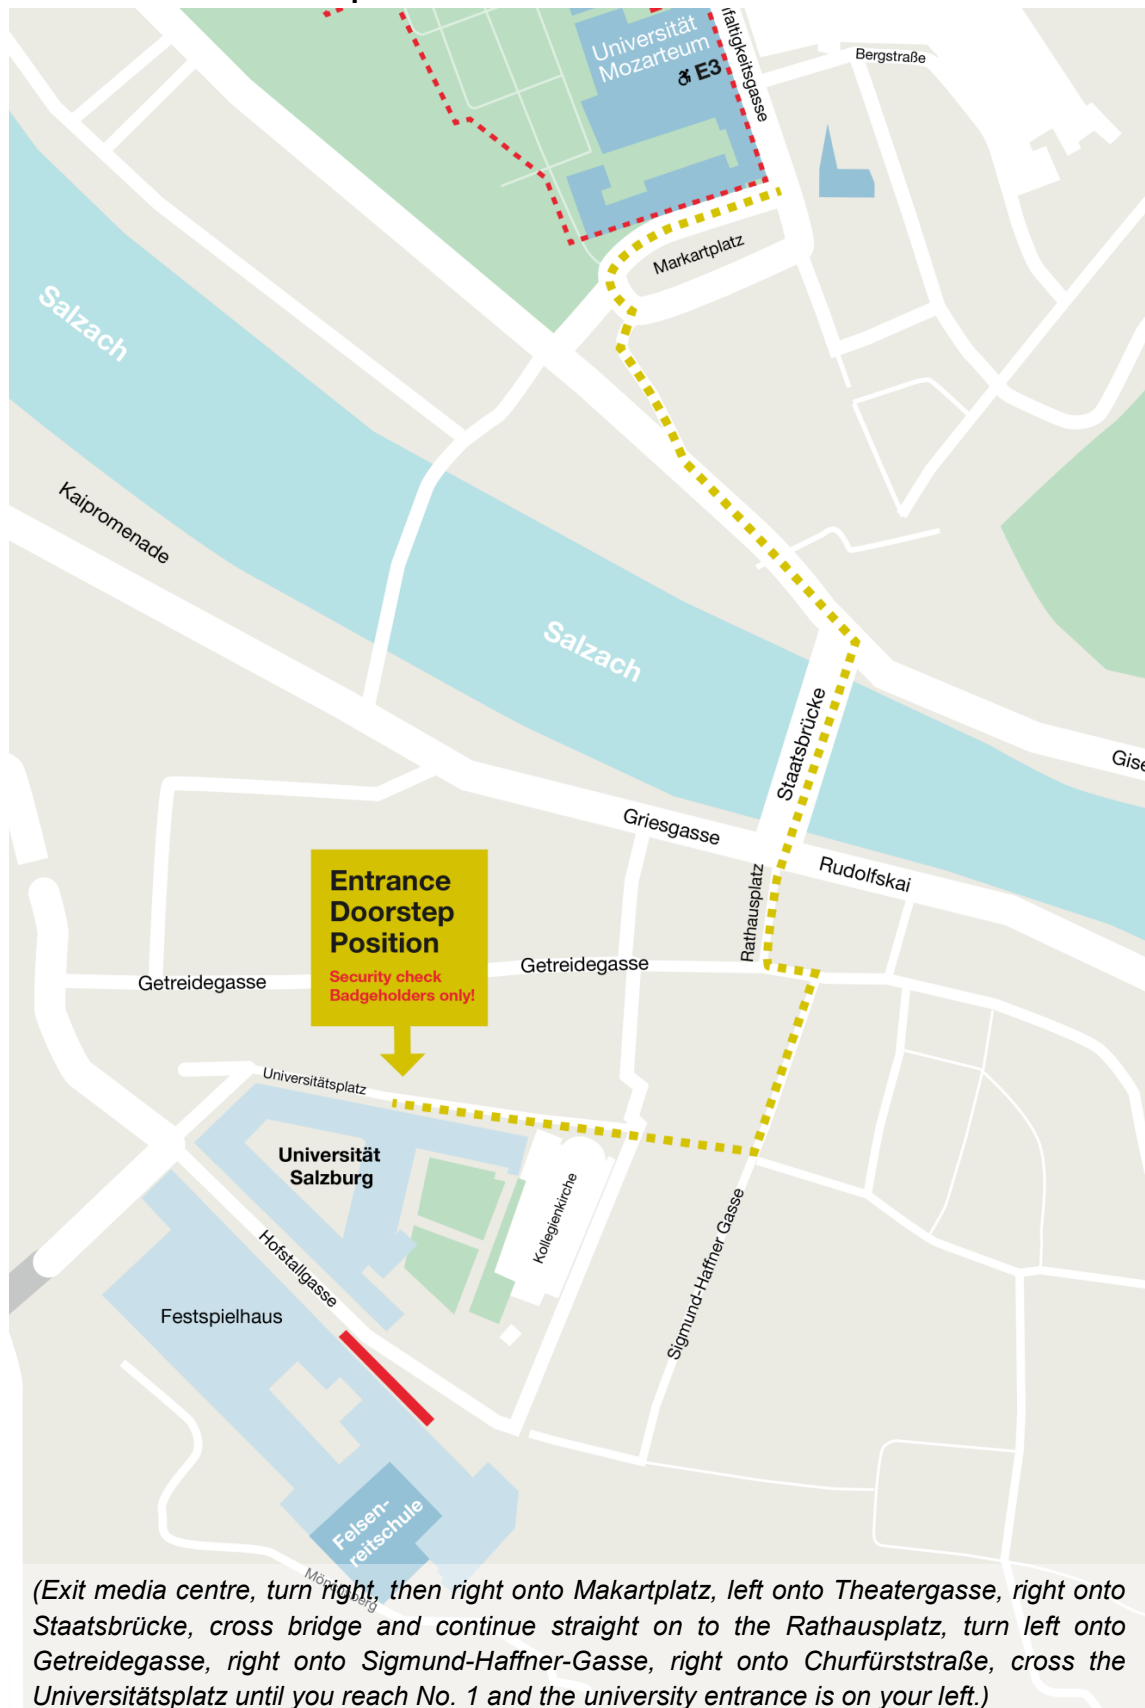 Universität
Mozarteum
E3
faltigkeitsgasse
Bergstraße
Markartplatz
Salzach
Kaipromenade
Salzach
Staatsbrücke
Gise
Griesgasse
Rudolfskai
Rathausplatz
Entrance
Doorstep
Position
Security check
Badgeholders only!
Getreidegasse
Getreidegasse
Universitätsplatz
Universität
Salzburg
Kollegienkirche
Sigmund-Haffner Gasse
Hofstallgasse
Festspielhaus
Felsen-
reitschule
(Exit media centre, turn right, then right onto Makartplatz, left onto Theatergasse, right onto
Staatsbrücke, cross bridge and continue straight on to the Rathausplatz, turn left onto
Getreidegasse, right onto Sigmund-Haffner-Gasse, right onto Churfürststraße, cross the
Universitätsplatz until you reach No. 1 and the university entrance is on your left.)